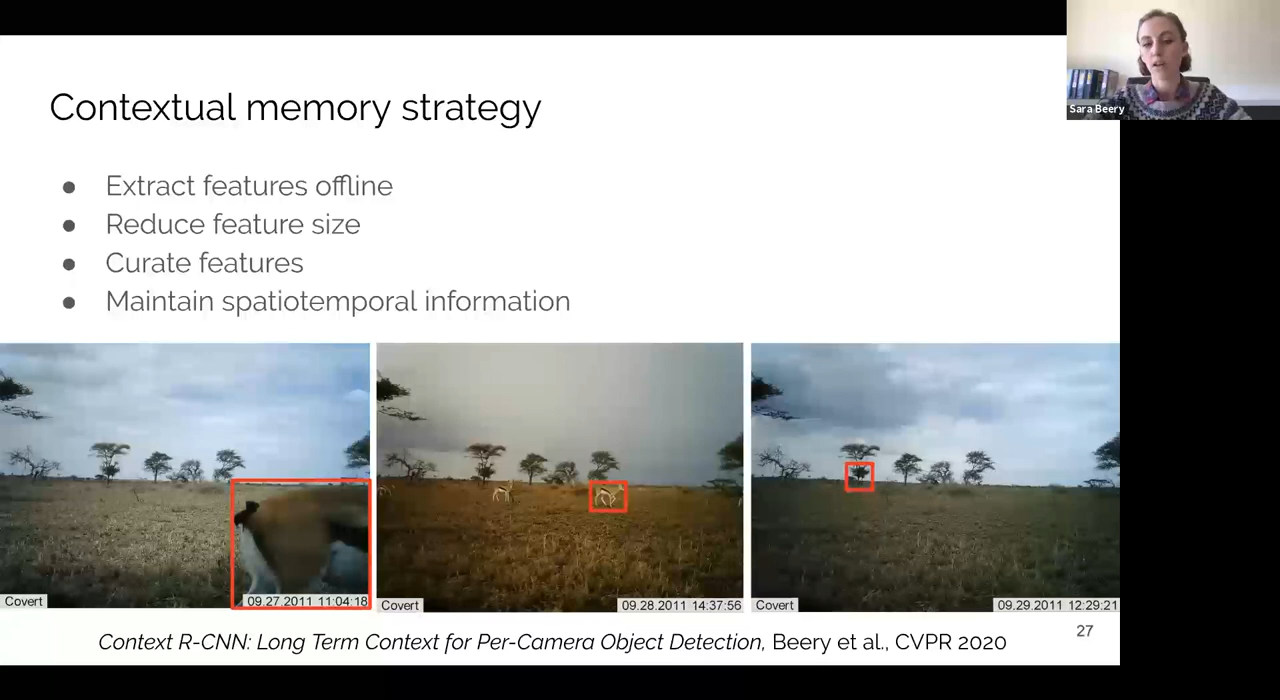 Sara Beery
Contextual memory strategy
● Extract features offline
● Reduce feature size
● Curate features
● Maintain spatiotemporal information
Covert 09.27.2011 11:04:18
Covert 09.28.2011 14:37:56
Covert 09.29.2011 12:29:21
Context R-CNN: Long Term Context for Per-Camera Object Detection, Beery et al., CVPR 2020
27